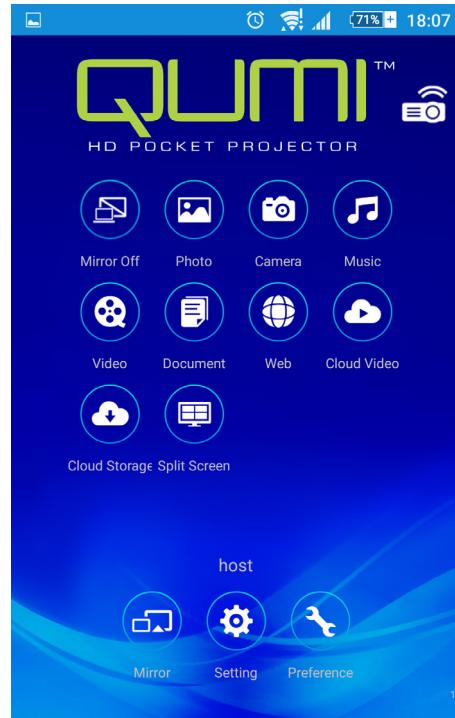 71% 18:07
QUMI™
HD POCKET PROJECTOR
Mirror Off Photo Camera Music
Video Document Web Cloud Video
Cloud Storage Split Screen
host
Mirror Setting Preference
1